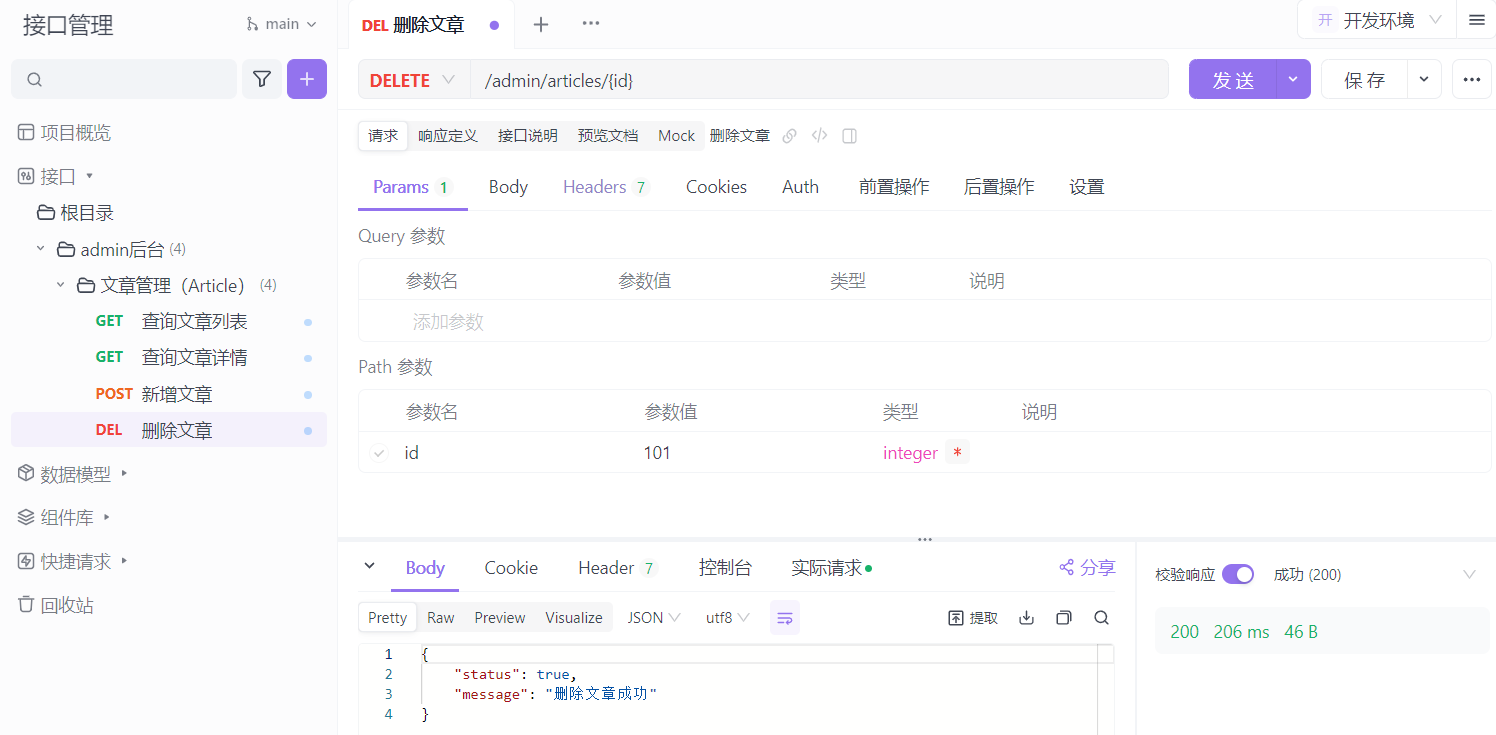 接口管理
main
项目概览
接口
根目录
admin后台 (4)
文章管理（Article） (4)
GET 查询文章列表
GET 查询文章详情
POST 新增文章
DEL 删除文章
数据模型
组件库
快捷请求
回收站
DEL 删除文章
开 开发环境
DELETE /admin/articles/{id}
发 送
保 存
请求 响应定义 接口说明 预览文档 Mock 删除文章
Params 1 Body Headers 7 Cookies Auth 前置操作 后置操作 设置
Query 参数
参数名 参数值 类型 说明
添加参数
Path 参数
参数名 参数值 类型 说明
id 101 integer *
Body Cookie Header 7 控制台 实际请求 分享
Pretty Raw Preview Visualize JSON utf8 提取
1 {
2 "status": true,
3 "message": "删除文章成功"
4 }
校验响应 成功 (200)
200 206 ms 46 B